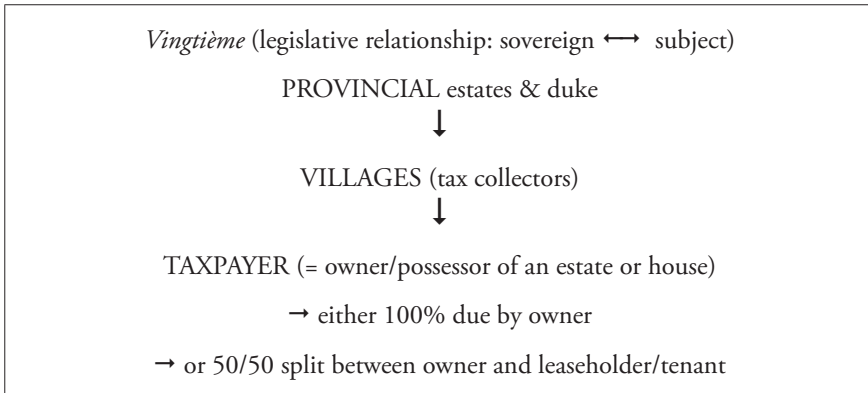 Vingtième (legislative relationship: sovereign ⟷ subject)
PROVINCIAL estates & duke
↓
VILLAGES (tax collectors)
↓
TAXPAYER (= owner/possessor of an estate or house)
→ either 100% due by owner
→ or 50/50 split between owner and leaseholder/tenant